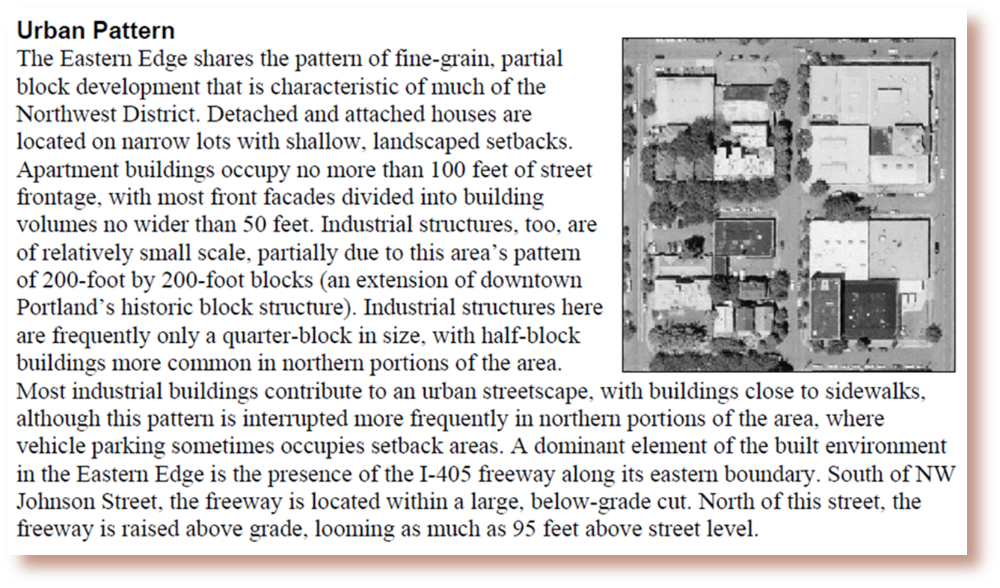 Urban Pattern
The Eastern Edge shares the pattern of fine-grain, partial
block development that is characteristic of much of the
Northwest District. Detached and attached houses are
located on narrow lots with shallow, landscaped setbacks.
Apartment buildings occupy no more than 100 feet of street
frontage, with most front facades divided into building
volumes no wider than 50 feet. Industrial structures, too, are
of relatively small scale, partially due to this area’s pattern
of 200-foot by 200-foot blocks (an extension of downtown
Portland’s historic block structure). Industrial structures here
are frequently only a quarter-block in size, with half-block
buildings more common in northern portions of the area.
Most industrial buildings contribute to an urban streetscape, with buildings close to sidewalks,
although this pattern is interrupted more frequently in northern portions of the area, where
vehicle parking sometimes occupies setback areas. A dominant element of the built environment
in the Eastern Edge is the presence of the I-405 freeway along its eastern boundary. South of NW
Johnson Street, the freeway is located within a large, below-grade cut. North of this street, the
freeway is raised above grade, looming as much as 95 feet above street level.